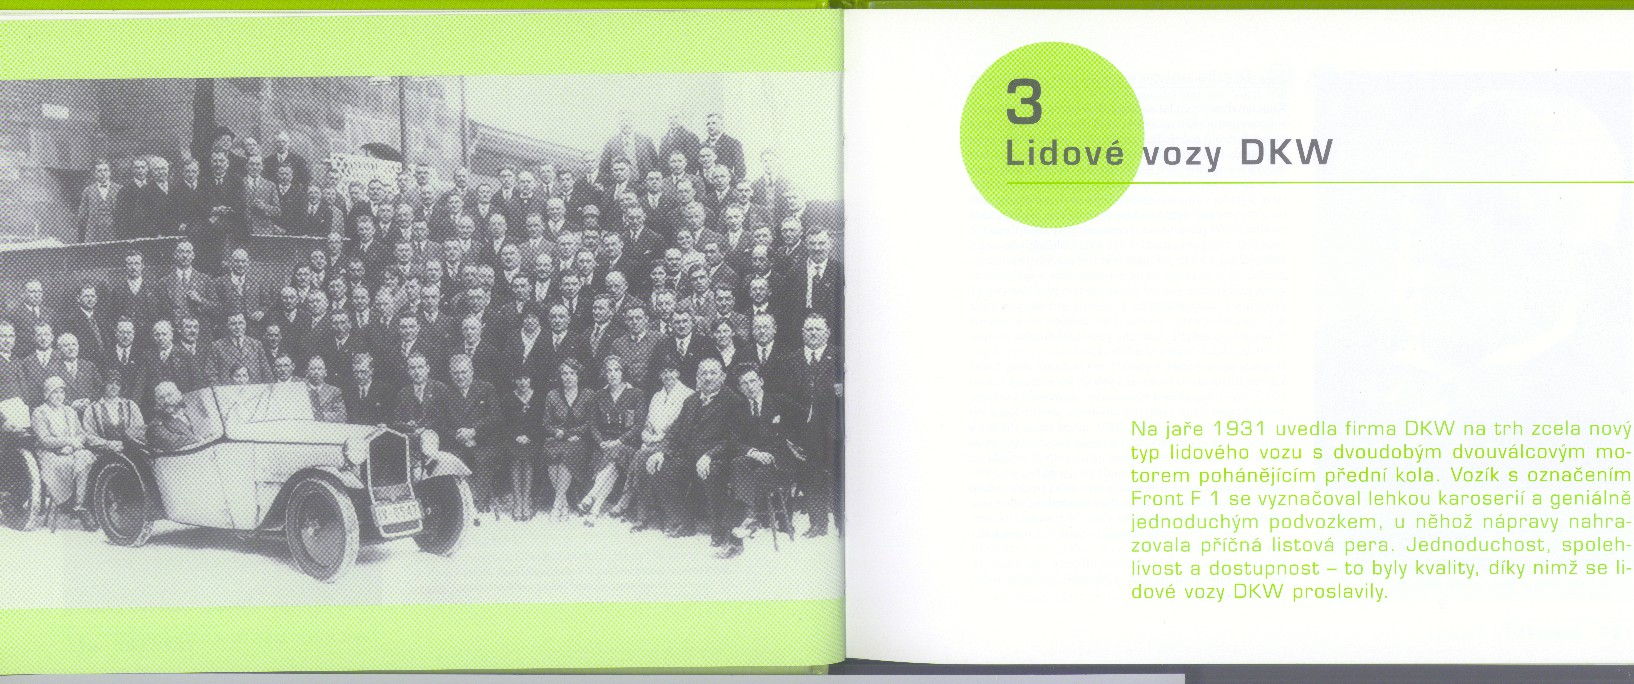 3
Lidové vozy DKW
Na jaře 1931 uvedla firma DKW na trh zcela nový
typ lidového vozu s dvoudobým dvouválcovým mo-
torem pohánějícím přední kola. Vozík s označením
Front F 1 se vyznačoval lehkou karoserií a geniálně
jednoduchým podvozkem, u něhož nápravy nahra-
zovala příčná listová pera. Jednoduchost, spoleh-
livost a dostupnost – to byly kvality, díky nimž se li-
dové vozy DKW proslavily.